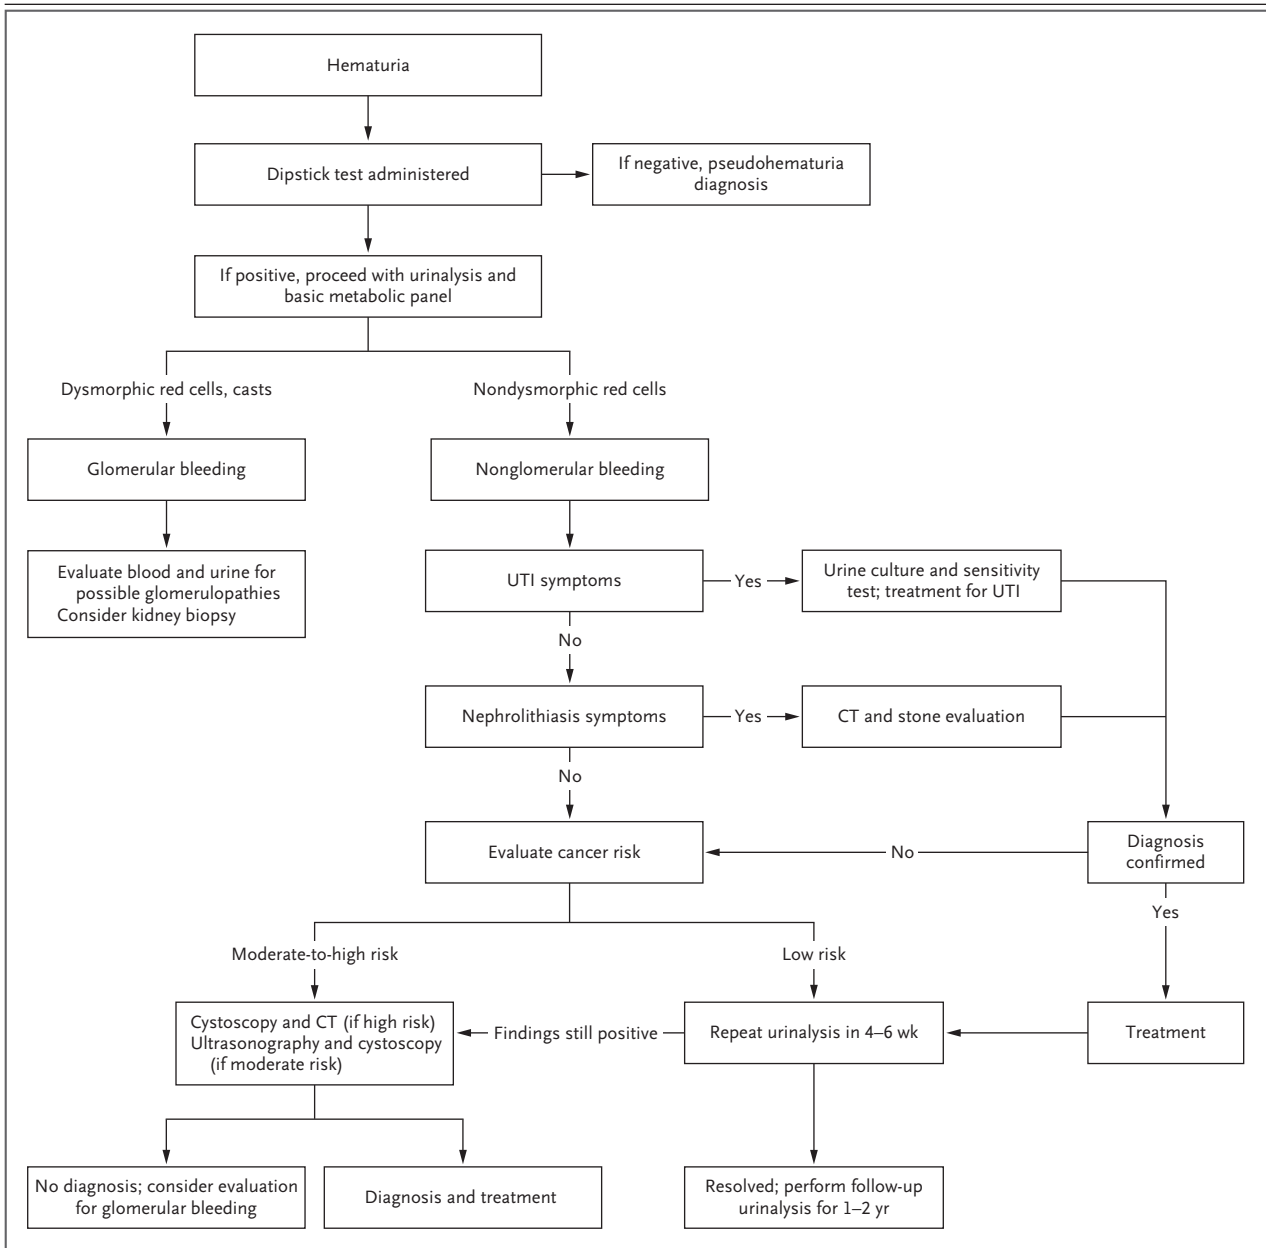 Hematuria
Dipstick test administered
If negative, pseudohematuria
diagnosis
If positive, proceed with urinalysis and
basic metabolic panel
Dysmorphic red cells, casts
Nondysmorphic red cells
Glomerular bleeding
Nonglomerular bleeding
Evaluate blood and urine for
possible glomerulopathies
Consider kidney biopsy
UTI symptoms
Yes
Urine culture and sensitivity
test; treatment for UTI
No
Nephrolithiasis symptoms
Yes
CT and stone evaluation
No
Evaluate cancer risk
No
Diagnosis
confirmed
Yes
Moderate-to-high risk
Low risk
Cystoscopy and CT (if high risk)
Ultrasonography and cystoscopy
(if moderate risk)
Findings still positive
Repeat urinalysis in 4–6 wk
Treatment
No diagnosis; consider evaluation
for glomerular bleeding
Diagnosis and treatment
Resolved; perform follow-up
urinalysis for 1–2 yr